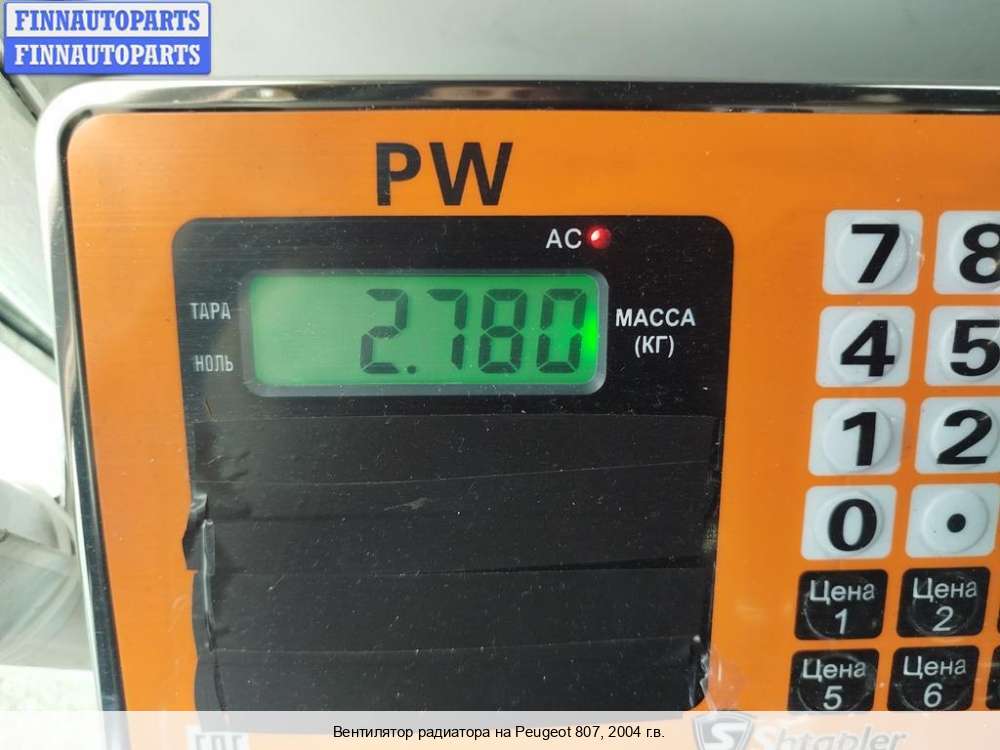 FINNAUTOPARTS
FINNAUTOPARTS
PW
AC
ТАРА
НОЛЬ
2.780
МАССА
(КГ)
7 8
4 5
1 2
0 .
Цена 1
Цена 2
Цена 5
Цена 6
Shtapler
Вентилятор радиатора на Peugeot 807, 2004 г.в.